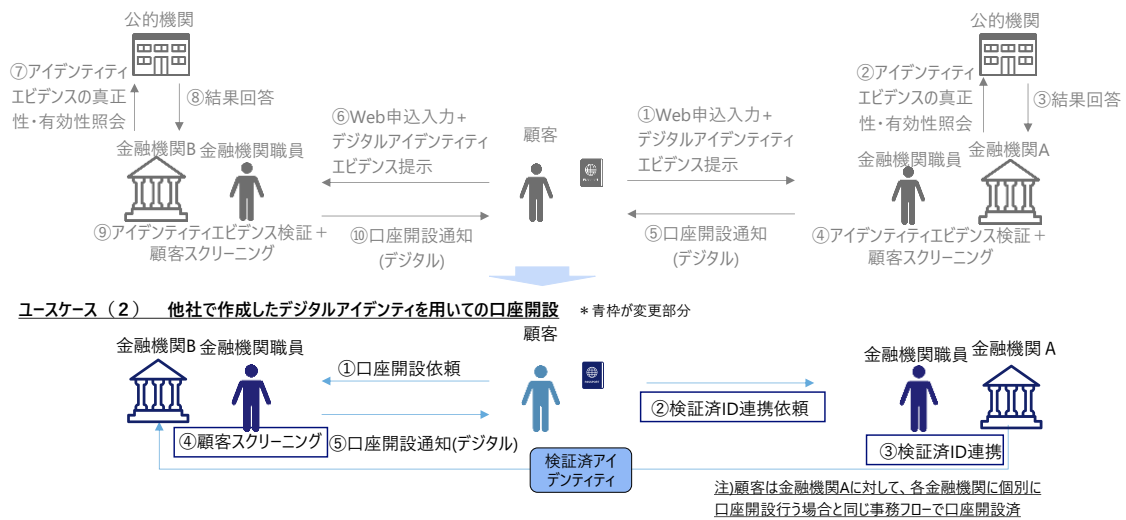 公的機関
公的機関
⑦アイデンティティ
エビデンスの真正
性・有効性照会
⑧結果回答
②アイデンティティ
エビデンスの真正
性・有効性照会
③結果回答
金融機関B 金融機関職員
⑥Web申込入力+
デジタルアイデンティティ
エビデンス提示
顧客
PASSPORT
①Web申込入力+
デジタルアイデンティティ
エビデンス提示
金融機関職員 金融機関A
⑨アイデンティティエビデンス検証+
顧客スクリーニング
⑩口座開設通知
(デジタル)
⑤口座開設通知
(デジタル)
④アイデンティティエビデンス検証+
顧客スクリーニング
ユースケース(2) 他社で作成したデジタルアイデンティを用いての口座開設 *青枠が変更部分
顧客
金融機関B 金融機関職員
①口座開設依頼
PASSPORT
②検証済ID連携依頼
金融機関職員 金融機関A
④顧客スクリーニング
⑤口座開設通知(デジタル)
③検証済ID連携
検証済アイ
デンティティ
注)顧客は金融機関Aに対して、各金融機関に個別に
口座開設行う場合と同じ事務フローで口座開設済